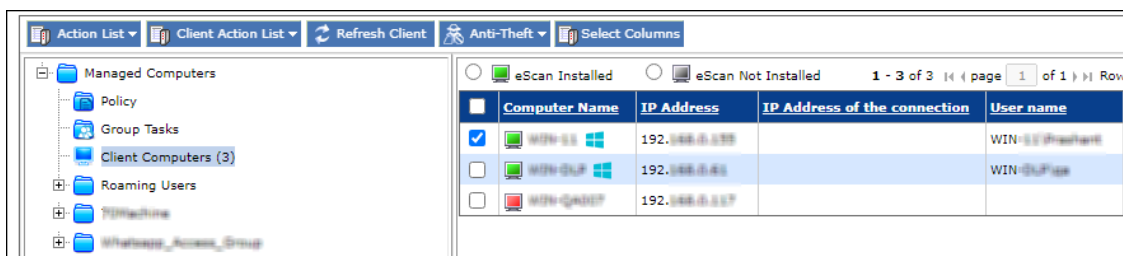 Action List Client Action List Refresh Client Anti-Theft Select Columns
Managed Computers
Policy
Group Tasks
Client Computers (3)
Roaming Users
eScan Installed eScan Not Installed 1 - 3 of 3 page 1 of 1 Row
Computer Name IP Address IP Address of the connection User name
192. WIN
192. WIN
192.